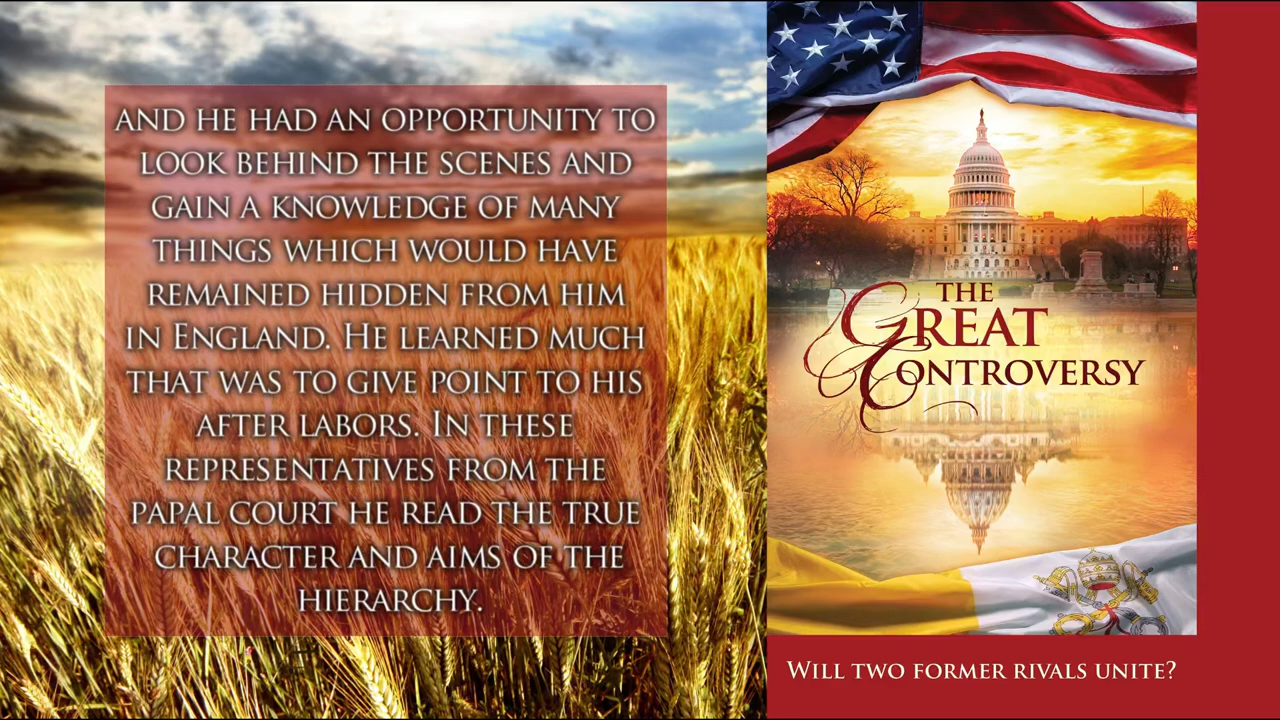 AND HE HAD AN OPPORTUNITY TO
LOOK BEHIND THE SCENES AND
GAIN A KNOWLEDGE OF MANY
THINGS WHICH WOULD HAVE
REMAINED HIDDEN FROM HIM
IN ENGLAND. HE LEARNED MUCH
THAT WAS TO GIVE POINT TO HIS
AFTER LABORS. IN THESE
REPRESENTATIVES FROM THE
PAPAL COURT HE READ THE TRUE
CHARACTER AND AIMS OF THE
HIERARCHY.
THE
GREAT
CONTROVERSY
WILL TWO FORMER RIVALS UNITE?